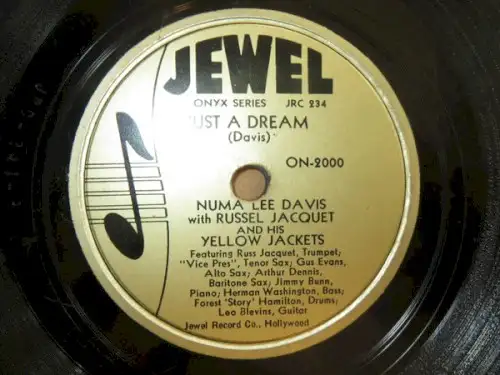 JEWEL
ONYX SERIES JRC 234
JUST A DREAM
(Davis)
ON-2000
NUMA LEE DAVIS
with RUSSEL JACQUET
AND HIS
YELLOW JACKETS
Featuring Russ Jacquet, Trumpet;
"Vice Pres", Tenor Sax; Gus Evans,
Alto Sax; Arthur Dennis,
Baritone Sax; Jimmy Bunn,
Piano; Herman Washington, Bass;
Forest 'Story' Hamilton, Drums;
Leo Blevins, Guitar
Jewel Record Co., Hollywood